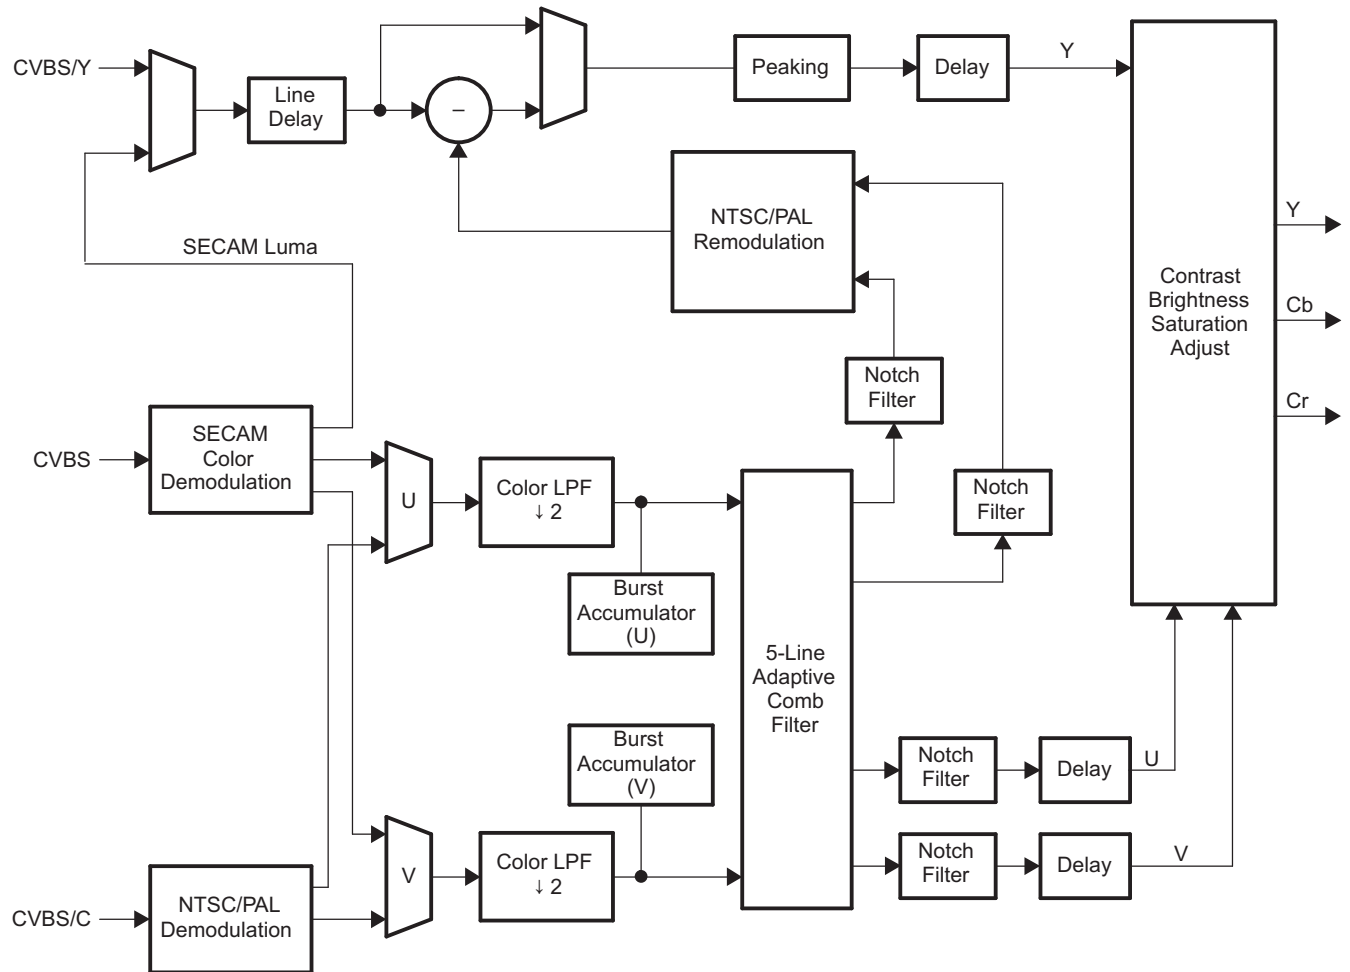 CVBS/Y
Line
Delay
–
Peaking
Delay
Y
NTSC/PAL
Remodulation
SECAM Luma
Contrast
Brightness
Saturation
Adjust
Y
Cb
Cr
Notch
Filter
Notch
Filter
CVBS
SECAM
Color
Demodulation
U
Color LPF
↓ 2
Burst
Accumulator
(U)
5-Line
Adaptive
Comb
Filter
Burst
Accumulator
(V)
Notch
Filter
Delay
U
Notch
Filter
Delay
V
CVBS/C
NTSC/PAL
Demodulation
V
Color LPF
↓ 2